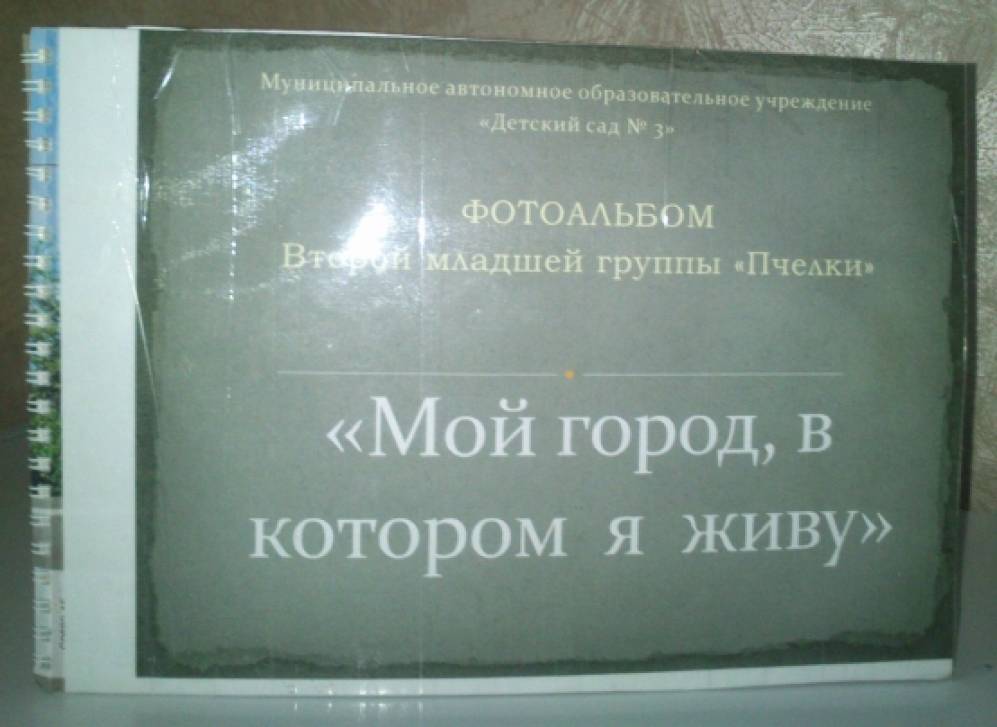 Муниципальное автономное образовательное учреждение
«Детский сад № 3»
ФОТОАЛЬБОМ
Второй младшей группы «Пчелки»
«Мой город, в
котором я живу»